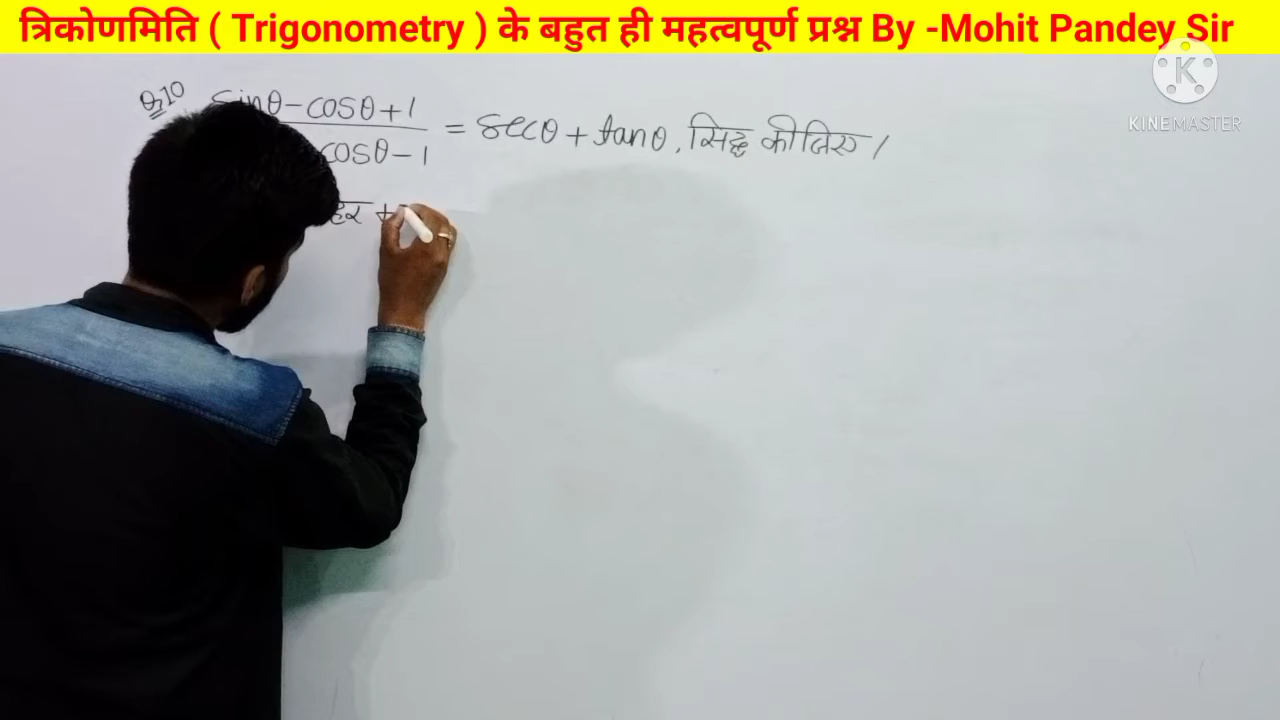 त्रिकोणमिति ( Trigonometry ) के बहुत ही महत्वपूर्ण प्रश्न By -Mohit Pandey Sir
K
KINEMASTER
Q10 sinθ-cosθ+1
cosθ-1 = secθ+tanθ, सिद्ध कीजिए।
हर +